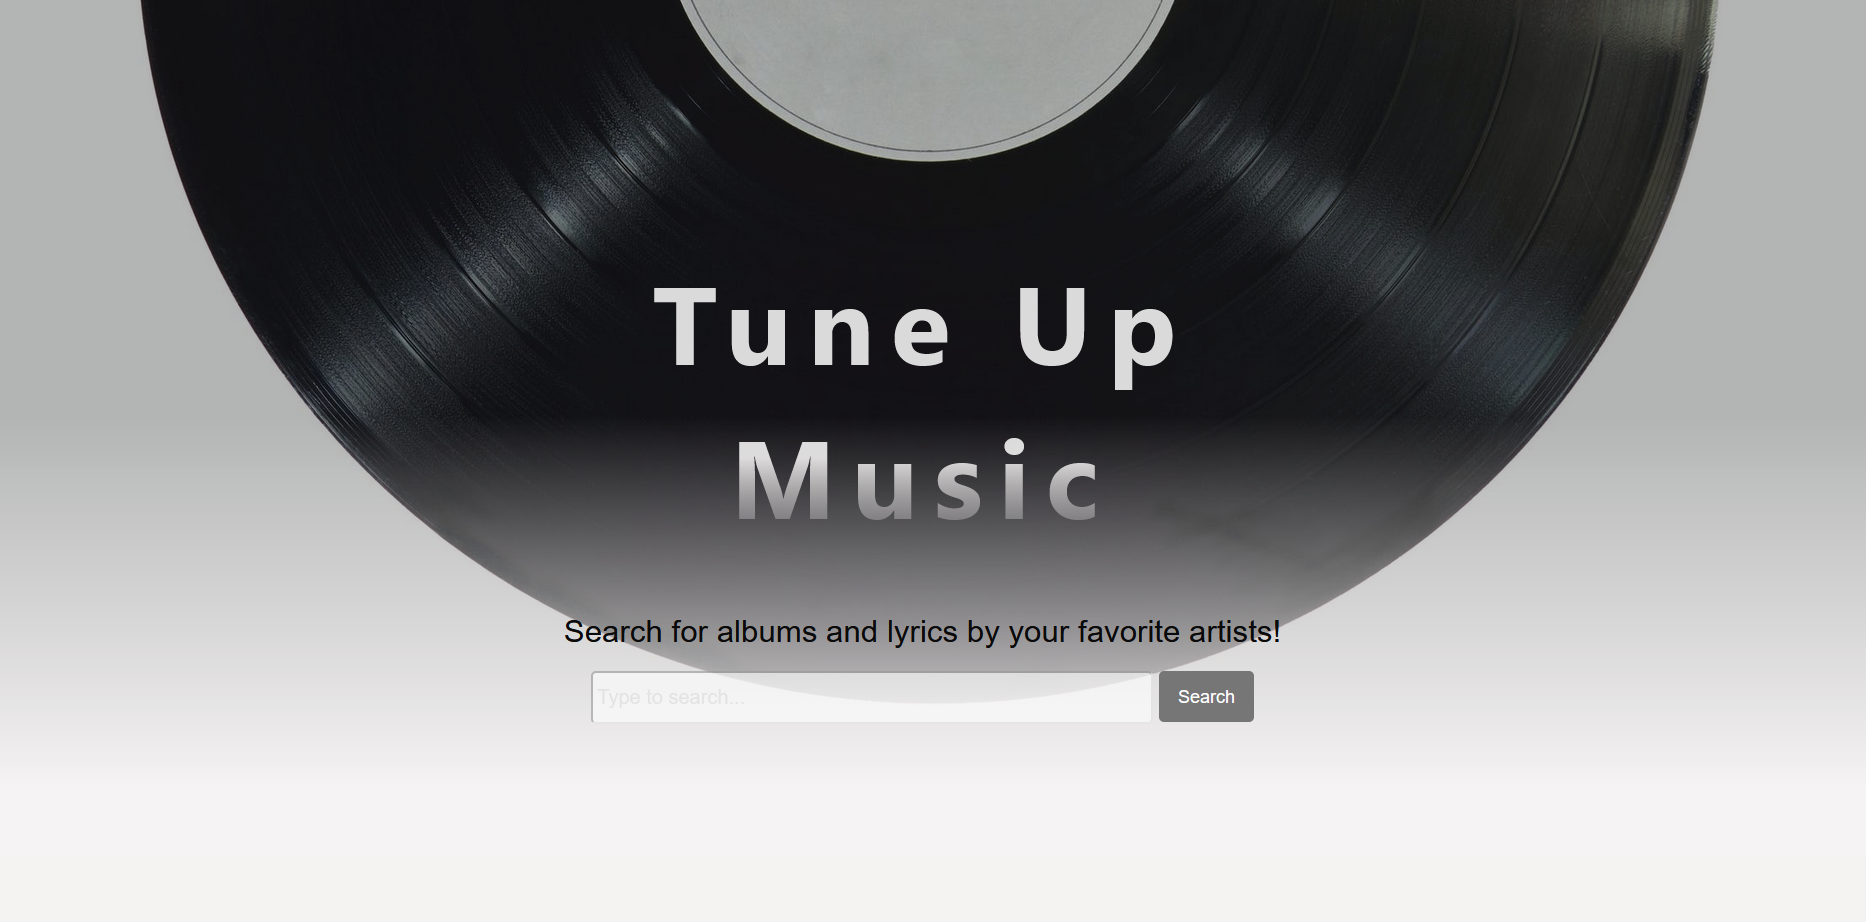 Tune Up
Music
Search for albums and lyrics by your favorite artists!
Type to search...
Search